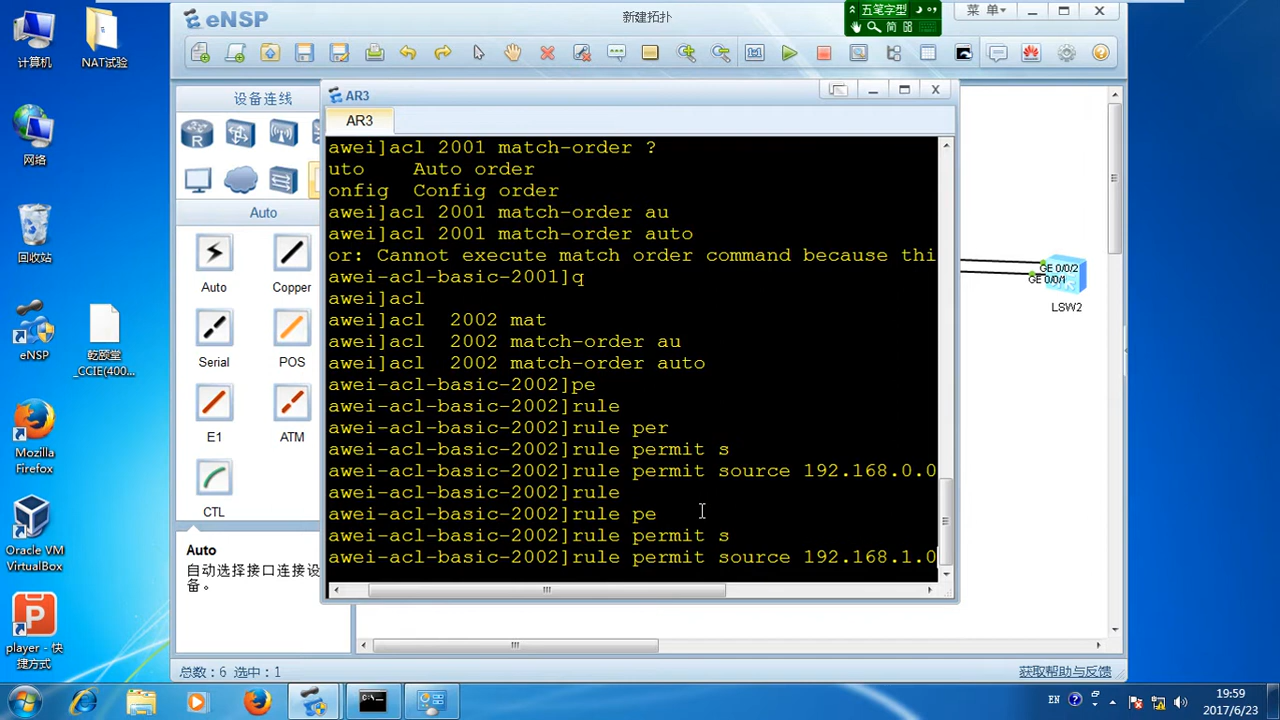 计算机
NAT试验
网络
回收站
eNSP
乾颐堂
_CCIE(400...
Mozilla
Firefox
Oracle VM
VirtualBox
player - 快
捷方式
eNSP
新建拓扑
五笔字型
简
菜 单
设备连线
Auto
Auto
Copper
Serial
POS
E1
ATM
CTL
Auto
自动选择接口连接设
备。
AR3
AR3
awei]acl 2001 match-order ?
uto    Auto order
onfig  Config order
awei]acl 2001 match-order au
awei]acl 2001 match-order auto
or: Cannot execute match order command because thi
awei-acl-basic-2001]q
awei]acl
awei]acl  2002 mat
awei]acl  2002 match-order au
awei]acl  2002 match-order auto
awei-acl-basic-2002]pe
awei-acl-basic-2002]rule
awei-acl-basic-2002]rule per
awei-acl-basic-2002]rule permit s
awei-acl-basic-2002]rule permit source 192.168.0.0
awei-acl-basic-2002]rule
awei-acl-basic-2002]rule pe
awei-acl-basic-2002]rule permit s
awei-acl-basic-2002]rule permit source 192.168.1.0
GE 0/0/2
GE 0/0/1
LSW2
总数: 6 选中: 1
获取帮助与反馈
EN
19:59
2017/6/23